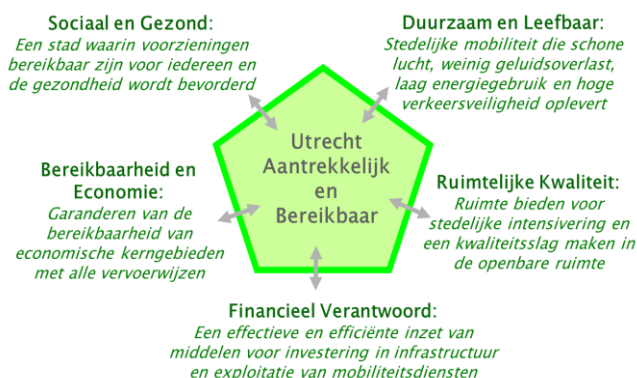 Sociaal en Gezond:
Een stad waarin voorzieningen
bereikbaar zijn voor iedereen en
de gezondheid wordt bevorderd
Duurzaam en Leefbaar:
Stedelijke mobiliteit die schone
lucht, weinig geluidsoverlast,
laag energiegebruik en hoge
verkeersveiligheid oplevert
Utrecht
Aantrekkelijk
en
Bereikbaar
Bereikbaarheid en
Economie:
Garanderen van de
bereikbaarheid van
economische kerngebieden
met alle vervoerwijzen
Ruimtelijke Kwaliteit:
Ruimte bieden voor
stedelijke intensivering en
een kwaliteitsslag maken in
de openbare ruimte
Financieel Verantwoord:
Een effectieve en efficiënte inzet van
middelen voor investering in infrastructuur
en exploitatie van mobiliteitsdiensten